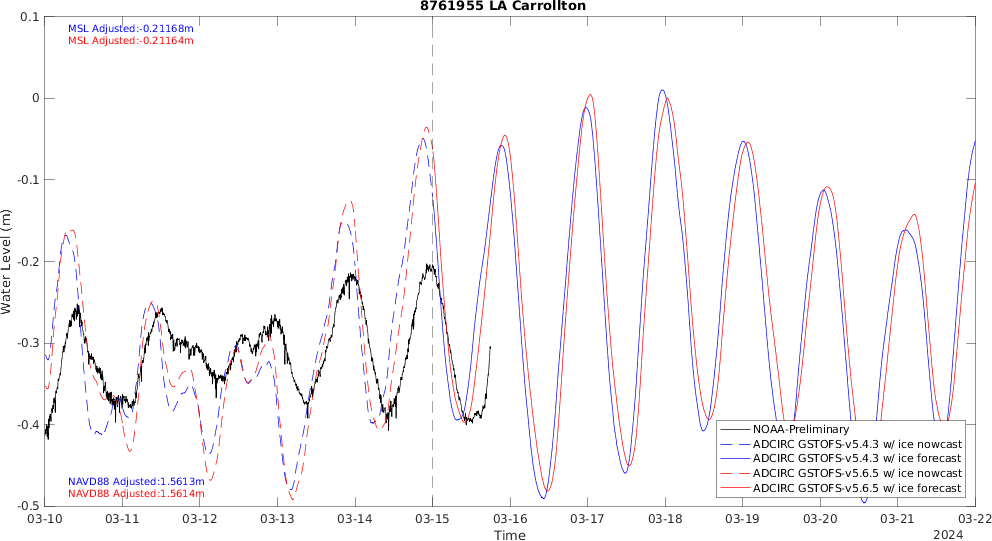 8761955 LA Carrollton
MSL Adjusted:-0.21168m
MSL Adjusted:-0.21164m
0.1
0
-0.1
-0.2
-0.3
-0.4
-0.5
Water Level (m)
NAVD88 Adjusted:1.5613m
NAVD88 Adjusted:1.5614m
NOAA-Preliminary
ADCIRC GSTOFS-v5.4.3 w/ ice nowcast
ADCIRC GSTOFS-v5.4.3 w/ ice forecast
ADCIRC GSTOFS-v5.6.5 w/ ice nowcast
ADCIRC GSTOFS-v5.6.5 w/ ice forecast
03-10 03-11 03-12 03-13 03-14 03-15 03-16 03-17 03-18 03-19 03-20 03-21 03-22
Time
2024